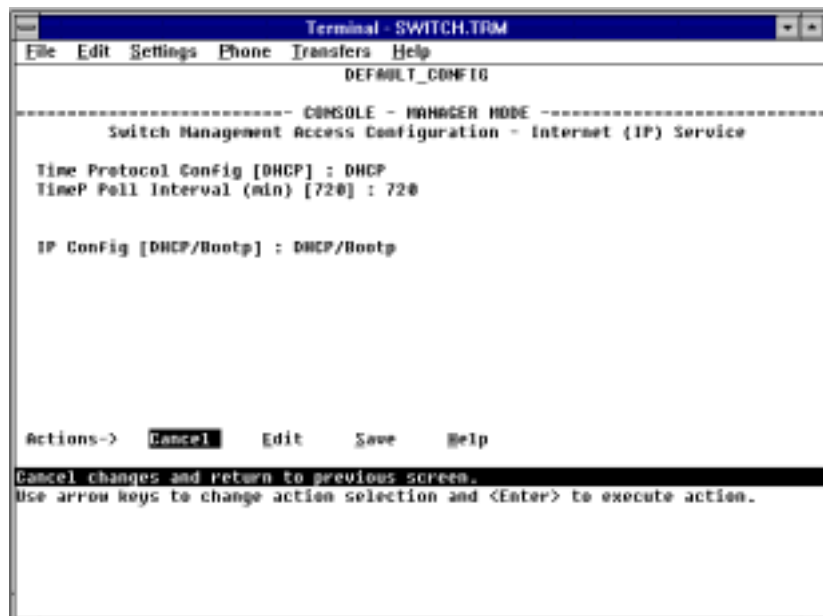 Terminal - SWITCH.TRM
File Edit Settings Phone Transfers Help
DEFAULT_CONFIG
---------------------------- CONSOLE - MANAGER MODE -----------------------------
Switch Management Access Configuration - Internet (IP) Service
Time Protocol Config [DHCP] : DHCP
TimeP Poll Interval (min) [720] : 720
IP Config [DHCP/Bootp] : DHCP/Bootp
Actions-> Cancel Edit Save Help
Cancel changes and return to previous screen.
Use arrow keys to change action selection and <Enter> to execute action.